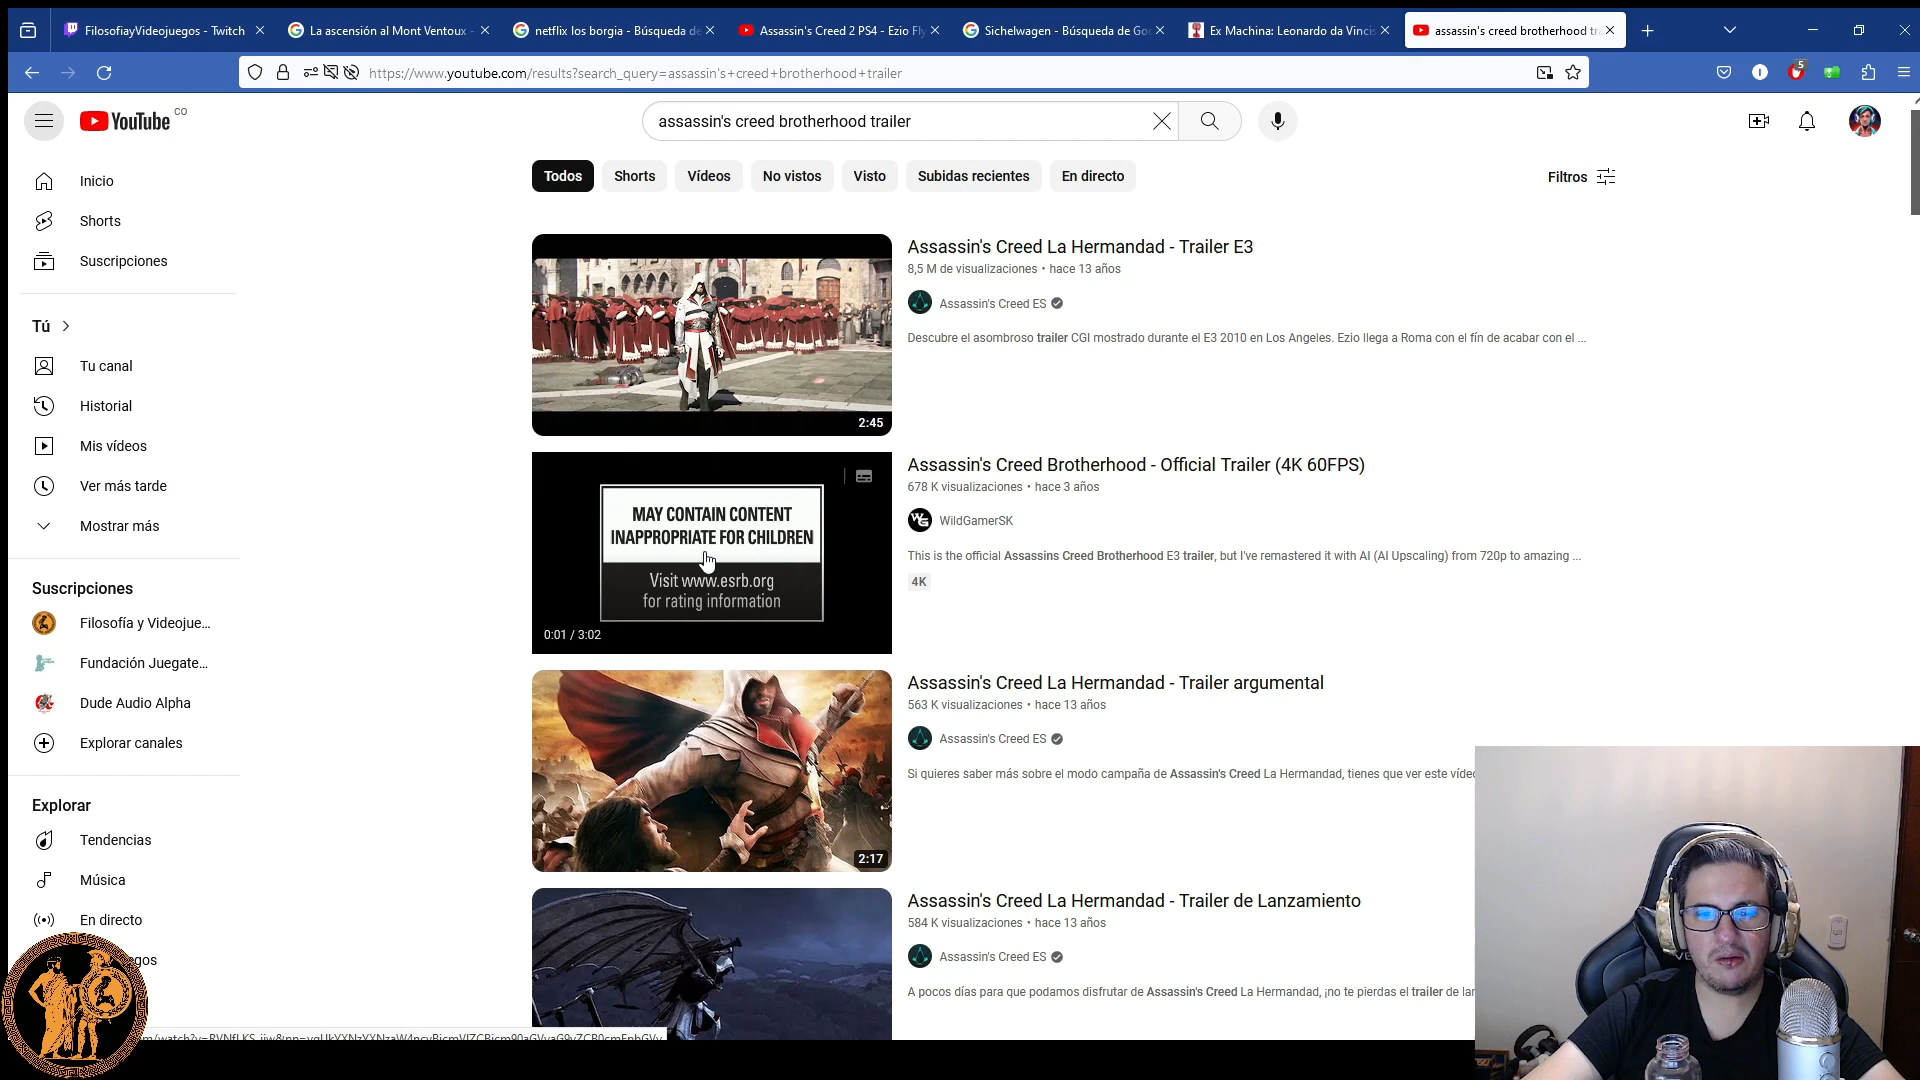 FilosofiayVideojuegos - Twitch
La ascensión al Mont Ventoux -
netflix los borgia - Búsqueda de
Assassin's Creed 2 PS4 - Ezio Fly
Sichelwagen - Búsqueda de Goo
Ex Machina: Leonardo da Vincis
assassin's creed brotherhood tra
https://www.youtube.com/results?search_query=assassin's+creed+brotherhood+trailer
5
YouTube
CO
assassin's creed brotherhood trailer
Todos
Shorts
Vídeos
No vistos
Visto
Subidas recientes
En directo
Filtros
Inicio
Shorts
Suscripciones
Tú
Tu canal
Historial
Mis vídeos
Ver más tarde
Mostrar más
Suscripciones
Filosofía y Videojue...
Fundación Juegate...
Dude Audio Alpha
Explorar canales
Explorar
Tendencias
Música
En directo
egos
2:45
Assassin's Creed La Hermandad - Trailer E3
8,5 M de visualizaciones • hace 13 años
Assassin's Creed ES
Descubre el asombroso trailer CGI mostrado durante el E3 2010 en Los Angeles. Ezio llega a Roma con el fín de acabar con el ...
MAY CONTAIN CONTENT
INAPPROPRIATE FOR CHILDREN
Visit www.esrb.org
for rating information
0:01 / 3:02
Assassin's Creed Brotherhood - Official Trailer (4K 60FPS)
678 K visualizaciones • hace 3 años
WildGamerSK
This is the official Assassins Creed Brotherhood E3 trailer, but I've remastered it with AI (AI Upscaling) from 720p to amazing ...
4K
2:17
Assassin's Creed La Hermandad - Trailer argumental
563 K visualizaciones • hace 13 años
Assassin's Creed ES
Si quieres saber más sobre el modo campaña de Assassin's Creed La Hermandad, tienes que ver este vídeo
Assassin's Creed La Hermandad - Trailer de Lanzamiento
584 K visualizaciones • hace 13 años
Assassin's Creed ES
A pocos días para que podamos disfrutar de Assassin's Creed La Hermandad, ¡no te pierdas el trailer de lan